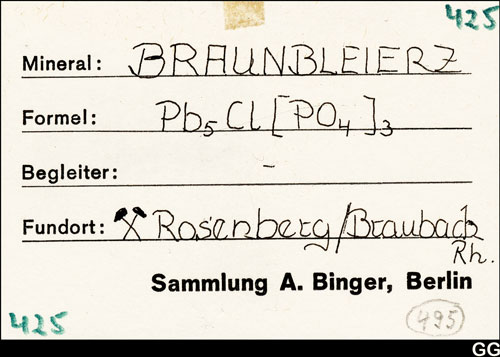 425
Mineral: BRAUNBLEIERZ
Formel: Pb₅Cl[PO₄]₃
Begleiter: -
Fundort: ⚒ Rosenberg/Braubach
Rh.
Sammlung A. Binger, Berlin
425
495
GG